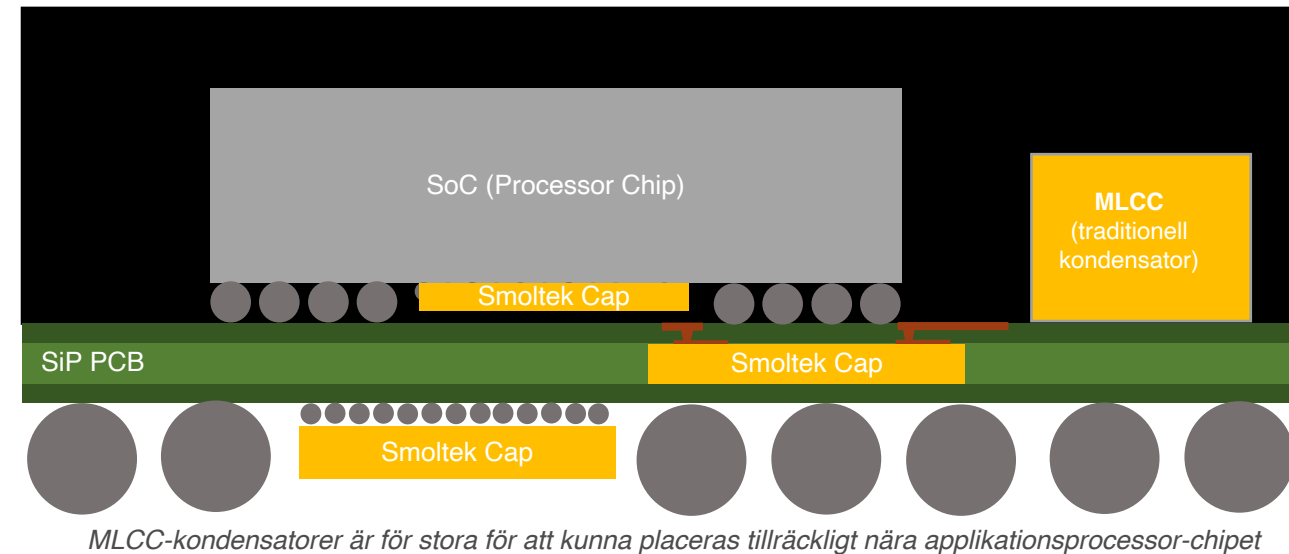 SoC (Processor Chip)
MLCC
(traditionell
kondensator)
Smoltek Cap
SiP PCB
Smoltek Cap
Smoltek Cap
MLCC-kondensatorer är för stora för att kunna placeras tillräckligt nära applikationsprocessor-chipet